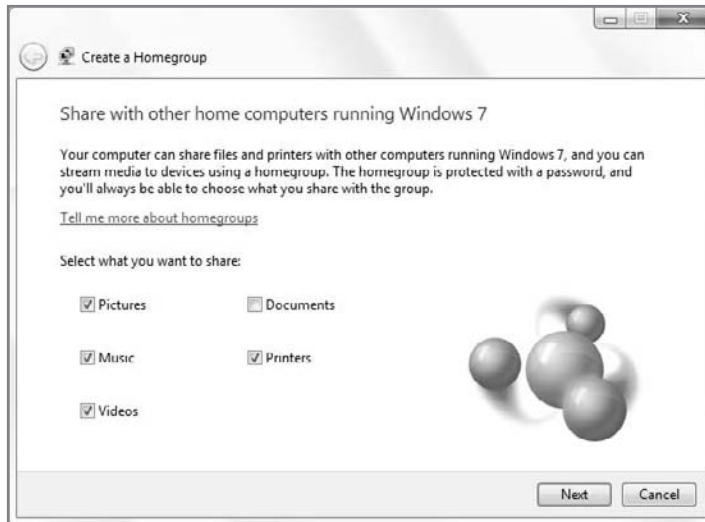 Create a Homegroup
Share with other home computers running Windows 7
Your computer can share files and printers with other computers running Windows 7, and you can
stream media to devices using a homegroup. The homegroup is protected with a password, and
you'll always be able to choose what you share with the group.
Tell me more about homegroups
Select what you want to share:
Pictures Documents
Music Printers
Videos
Next Cancel